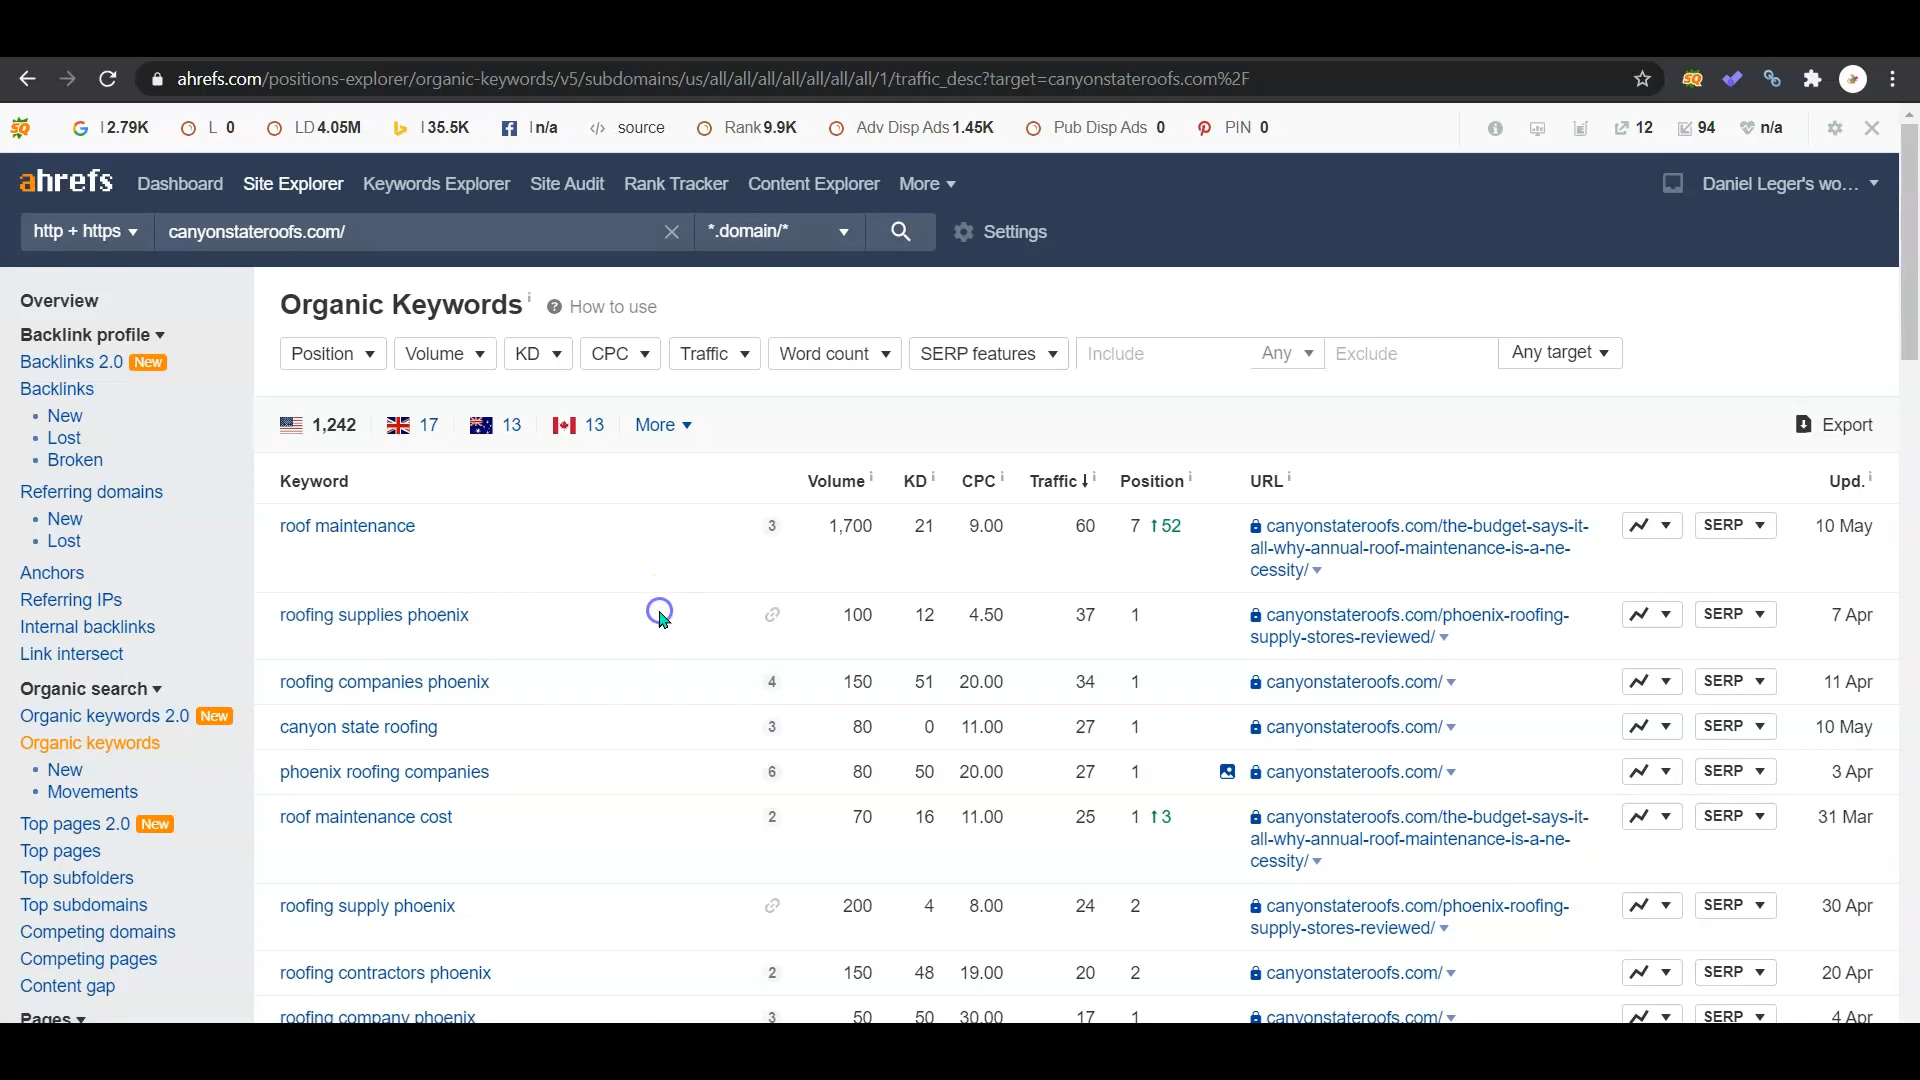 ahrefs.com/positions-explorer/organic-keywords/v5/subdomains/us/all/all/all/all/all/all/all/1/traffic_desc?target=canyonstateroofs.com%2F
SQ
SQ I 2.79K L 0 LD 4.05M I 35.5K I n/a source Rank 9.9K Adv Disp Ads 1.45K Pub Disp Ads 0 PIN 0 12 94 n/a
ahrefs Dashboard Site Explorer Keywords Explorer Site Audit Rank Tracker Content Explorer More Daniel Leger's wo...
http + https canyonstateroofs.com/ *.domain/* Settings
Overview
Backlink profile
Backlinks 2.0 New
Backlinks
New
Lost
Broken
Referring domains
New
Lost
Anchors
Referring IPs
Internal backlinks
Link intersect
Organic search
Organic keywords 2.0 New
Organic keywords
New
Movements
Top pages 2.0 New
Top pages
Top subfolders
Top subdomains
Competing domains
Competing pages
Content gap
Pages
Organic Keywords i ? How to use
Position Volume KD CPC Traffic Word count SERP features Include Any Exclude Any target
1,242 17 13 13 More Export
Keyword Volume i KD i CPC i Traffic ↓ i Position i URL i Upd. i
roof maintenance 3 1,700 21 9.00 60 7 ↑52 canyonstateroofs.com/the-budget-says-it- SERP 10 May
all-why-annual-roof-maintenance-is-a-ne-
cessity/
roofing supplies phoenix 100 12 4.50 37 1 canyonstateroofs.com/phoenix-roofing- SERP 7 Apr
supply-stores-reviewed/
roofing companies phoenix 4 150 51 20.00 34 1 canyonstateroofs.com/ SERP 11 Apr
canyon state roofing 3 80 0 11.00 27 1 canyonstateroofs.com/ SERP 10 May
phoenix roofing companies 6 80 50 20.00 27 1 canyonstateroofs.com/ SERP 3 Apr
roof maintenance cost 2 70 16 11.00 25 1 ↑3 canyonstateroofs.com/the-budget-says-it- SERP 31 Mar
all-why-annual-roof-maintenance-is-a-ne-
cessity/
roofing supply phoenix 200 4 8.00 24 2 canyonstateroofs.com/phoenix-roofing- SERP 30 Apr
supply-stores-reviewed/
roofing contractors phoenix 2 150 48 19.00 20 2 canyonstateroofs.com/ SERP 20 Apr
roofing company phoenix 3 50 50 30.00 17 1 canyonstateroofs.com/ SERP 4 Apr